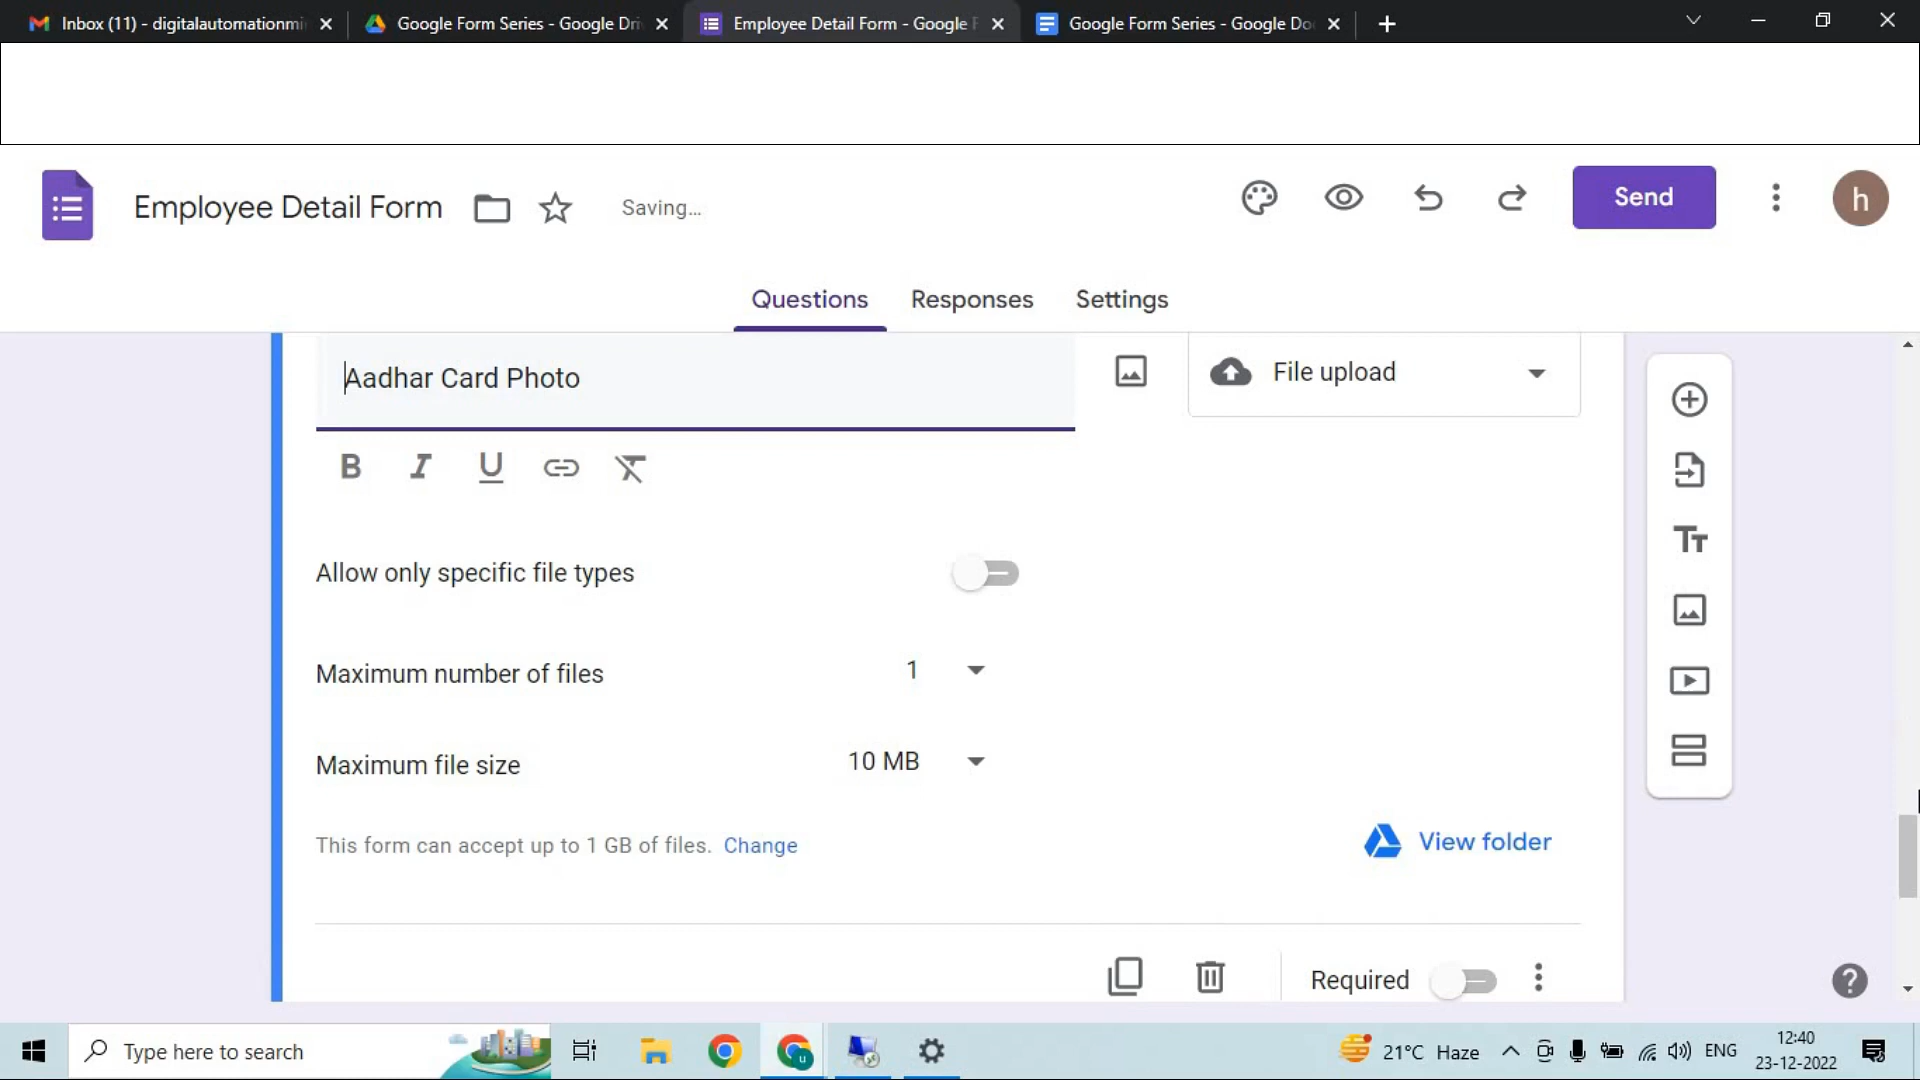 Inbox (11) - digitalautomationmi
Google Form Series - Google Dri
Employee Detail Form - Google F
Google Form Series - Google Do
Employee Detail Form
Saving...
Send
h
Questions
Responses
Settings
Aadhar Card Photo
File upload
B I U
Allow only specific file types
Maximum number of files
1
Maximum file size
10 MB
This form can accept up to 1 GB of files. Change
View folder
Required
Type here to search
21°C Haze
ENG
12:40
23-12-2022